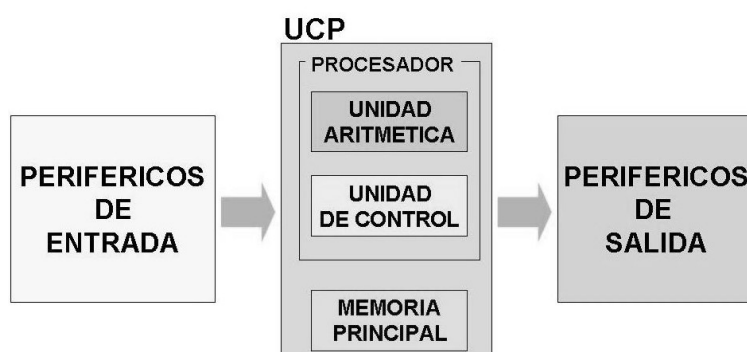 UCP
PROCESADOR
UNIDAD
ARITMETICA
UNIDAD
DE CONTROL
MEMORIA
PRINCIPAL
PERIFERICOS
DE
ENTRADA
PERIFERICOS
DE
SALIDA